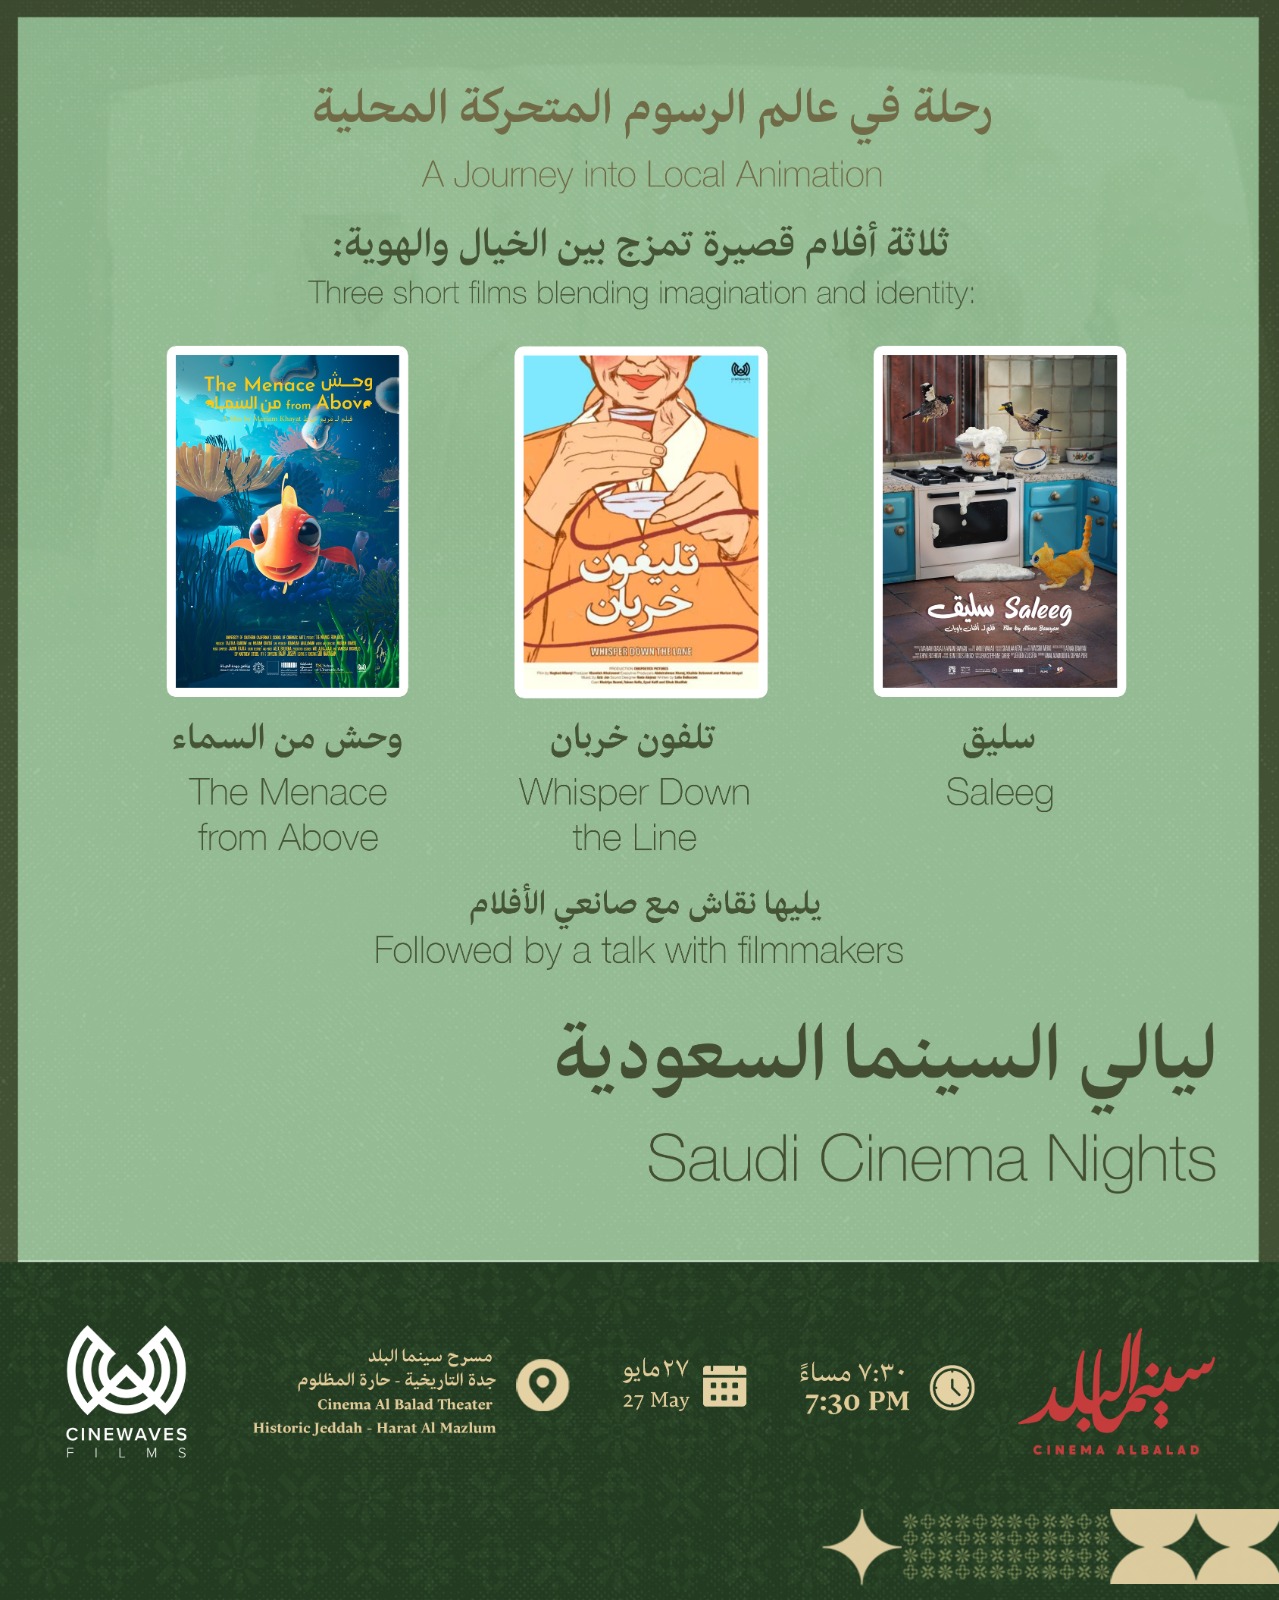 رحلة في عالم الرسوم المتحركة المحلية
A Journey into Local Animation
ثلاثة أفلام قصيرة تمزج بين الخيال والهوية:
Three short films blending imagination and identity:
The Menace وحش
من السماء from Above
تليفون
خربان
WHISPER DOWN THE LANE
سليق Saleeg
وحش من السماء
The Menace
from Above
تلفون خربان
Whisper Down
the Line
سليق
Saleeg
يليها نقاش مع صانعي الأفلام
Followed by a talk with filmmakers
ليالي السينما السعودية
Saudi Cinema Nights
CINEWAVES
FILMS
مسرح سينما البلد
جدة التاريخية - حارة المظلوم
Cinema Al Balad Theater
Historic Jeddah - Harat Al Mazlum
٢٧ مايو
27 May
٧:٣٠ مساءً
7:30 PM
سينما البلد
CINEMA ALBALAD